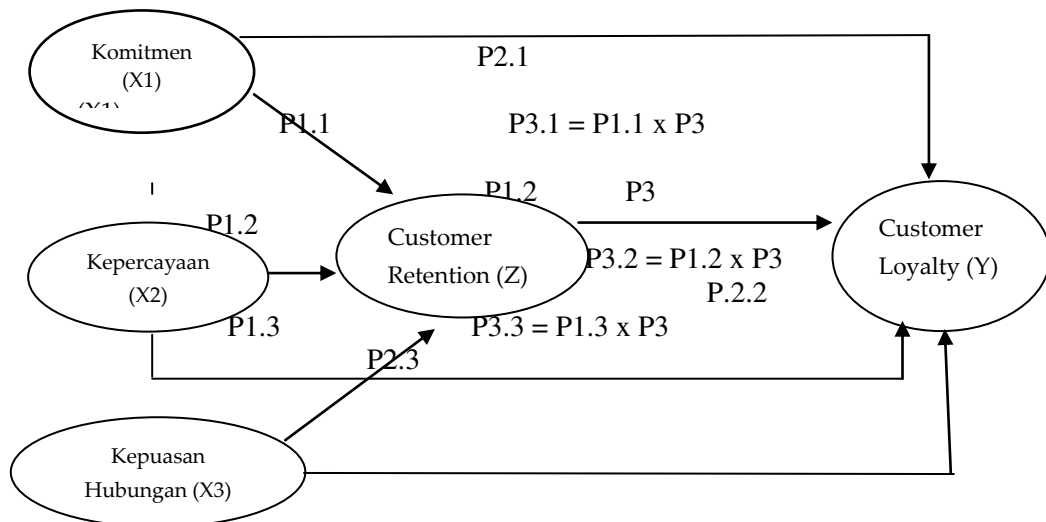 Komitmen
(X1)
(X1)
P2.1
P1.1
P3.1 = P1.1 x P3
P1.2
P3
P1.2
Customer
Retention (Z)
Customer
Loyalty (Y)
Kepercayaan
(X2)
P3.2 = P1.2 x P3
P.2.2
P1.3
P3.3 = P1.3 x P3
P2.3
Kepuasan
Hubungan (X3)